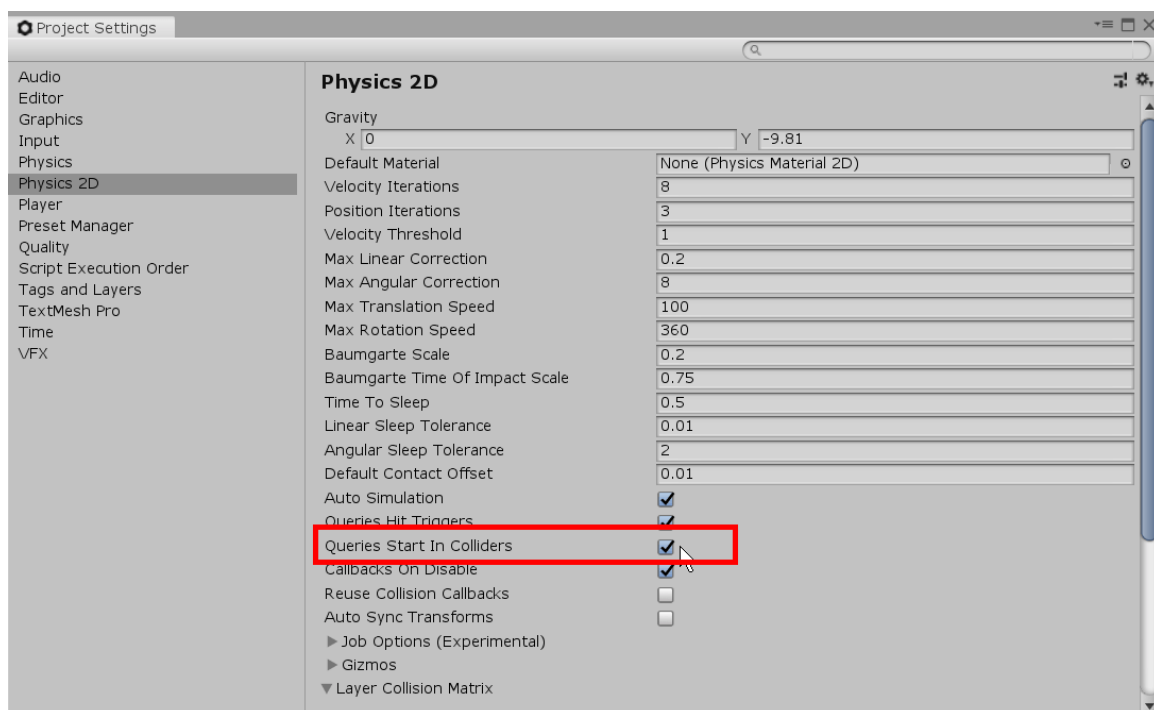 Project Settings
Audio
Editor
Graphics
Input
Physics
Physics 2D
Player
Preset Manager
Quality
Script Execution Order
Tags and Layers
TextMesh Pro
Time
VFX
Physics 2D
Gravity
X 0 Y -9.81
Default Material None (Physics Material 2D)
Velocity Iterations 8
Position Iterations 3
Velocity Threshold 1
Max Linear Correction 0.2
Max Angular Correction 8
Max Translation Speed 100
Max Rotation Speed 360
Baumgarte Scale 0.2
Baumgarte Time Of Impact Scale 0.75
Time To Sleep 0.5
Linear Sleep Tolerance 0.01
Angular Sleep Tolerance 2
Default Contact Offset 0.01
Auto Simulation
Queries Hit Triggers
Queries Start In Colliders
Callbacks On Disable
Reuse Collision Callbacks
Auto Sync Transforms
Job Options (Experimental)
Gizmos
Layer Collision Matrix